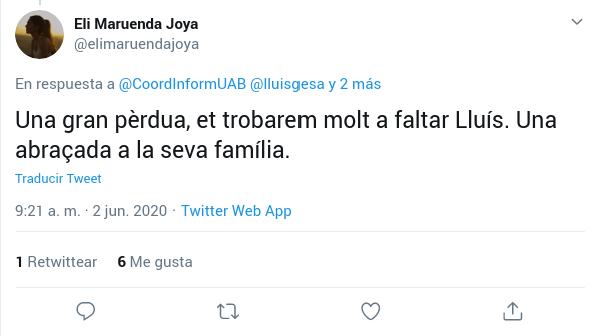 Eli Maruenda Joya
@elimaruendajoya
En respuesta a @CoordInformUAB @lluisgesa y 2 más
Una gran pèrdua, et trobarem molt a faltar Lluís. Una
abraçada a la seva família.
Traducir Tweet
9:21 a. m. · 2 jun. 2020 · Twitter Web App
1 Retwittear 6 Me gusta